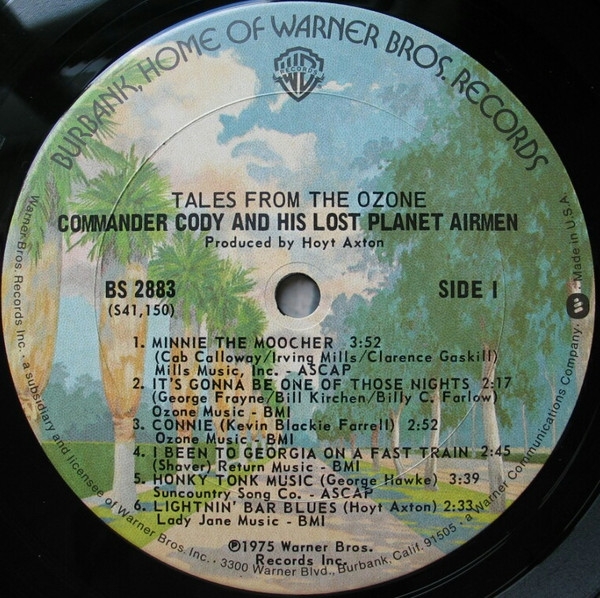 BURBANK, HOME OF WARNER BROS. RECORDS
WB
RECORDS
TALES FROM THE OZONE
COMMANDER CODY AND HIS LOST PLANET AIRMEN
Produced by Hoyt Axton
BS 2883
(S41,150)
SIDE I
1. MINNIE THE MOOCHER 3:52
(Cab Calloway/Irving Mills/Clarence Gaskill)
Mills Music, Inc. - ASCAP
2. IT'S GONNA BE ONE OF THOSE NIGHTS 2:17
(George Frayne/Bill Kirchen/Billy C. Farlow)
Ozone Music - BMI
3. CONNIE (Kevin Blackie Farrell) 2:52
Ozone Music - BMI
4. I BEEN TO GEORGIA ON A FAST TRAIN 2:45
(Shaver) Return Music - BMI
5. HONKY TONK MUSIC (George Hawke) 3:39
Suncountry Song Co. - ASCAP
6. LIGHTNIN' BAR BLUES (Hoyt Axton) 2:33
Lady Jane Music - BMI
℗1975 Warner Bros.
Records Inc.
Warner Bros. Records Inc. · a subsidiary and licensee of Warner Bros. Inc. · 3300 Warner Blvd., Burbank, Calif. 91505 · a Warner Communications Company. · Made in U.S.A.